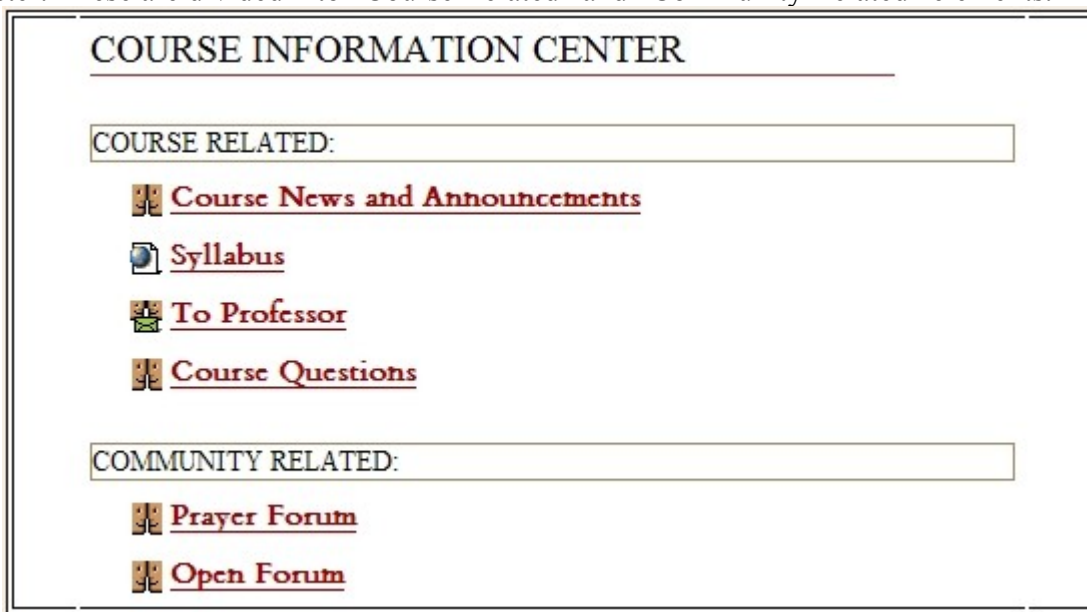 COURSE INFORMATION CENTER
COURSE RELATED:
Course News and Announcements
Syllabus
To Professor
Course Questions
COMMUNITY RELATED:
Prayer Forum
Open Forum